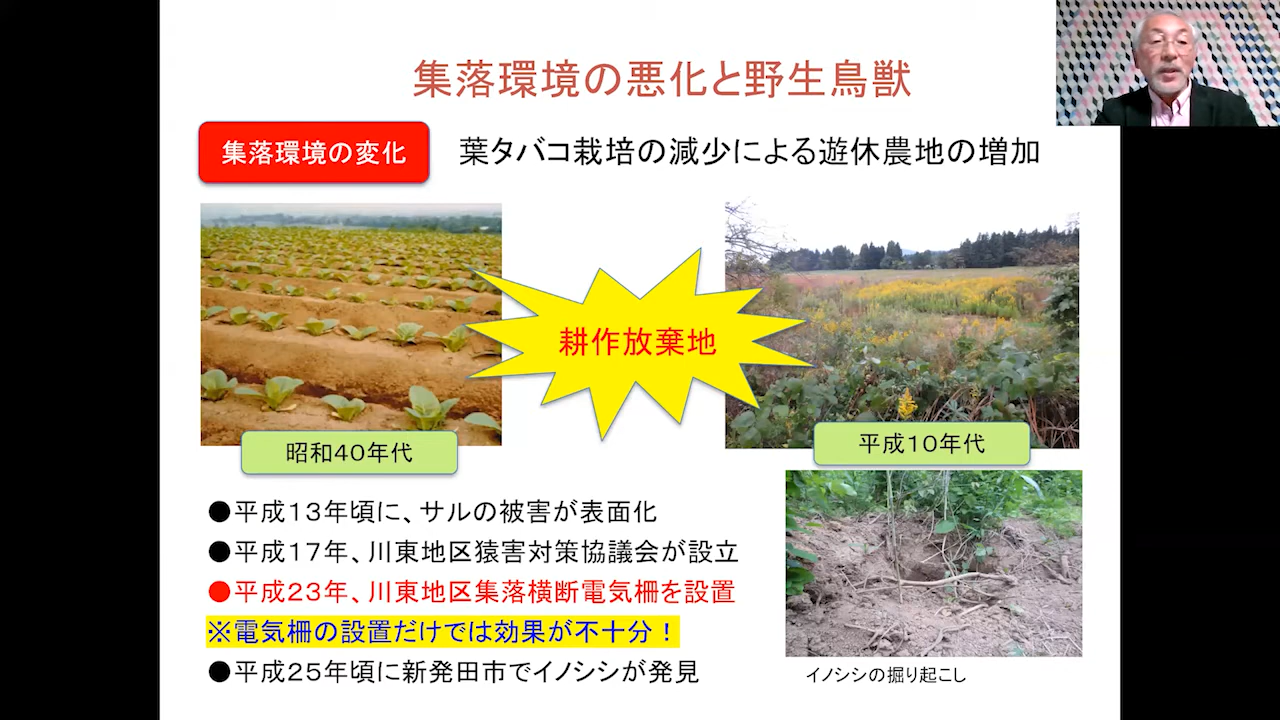 集落環境の悪化と野生鳥獣
集落環境の変化
葉タバコ栽培の減少による遊休農地の増加
耕作放棄地
昭和40年代
平成10年代
●平成13年頃に、サルの被害が表面化
●平成17年、川東地区猿害対策協議会が設立
●平成23年、川東地区集落横断電気柵を設置
※電気柵の設置だけでは効果が不十分！
●平成25年頃に新発田市でイノシシが発見
イノシシの掘り起こし